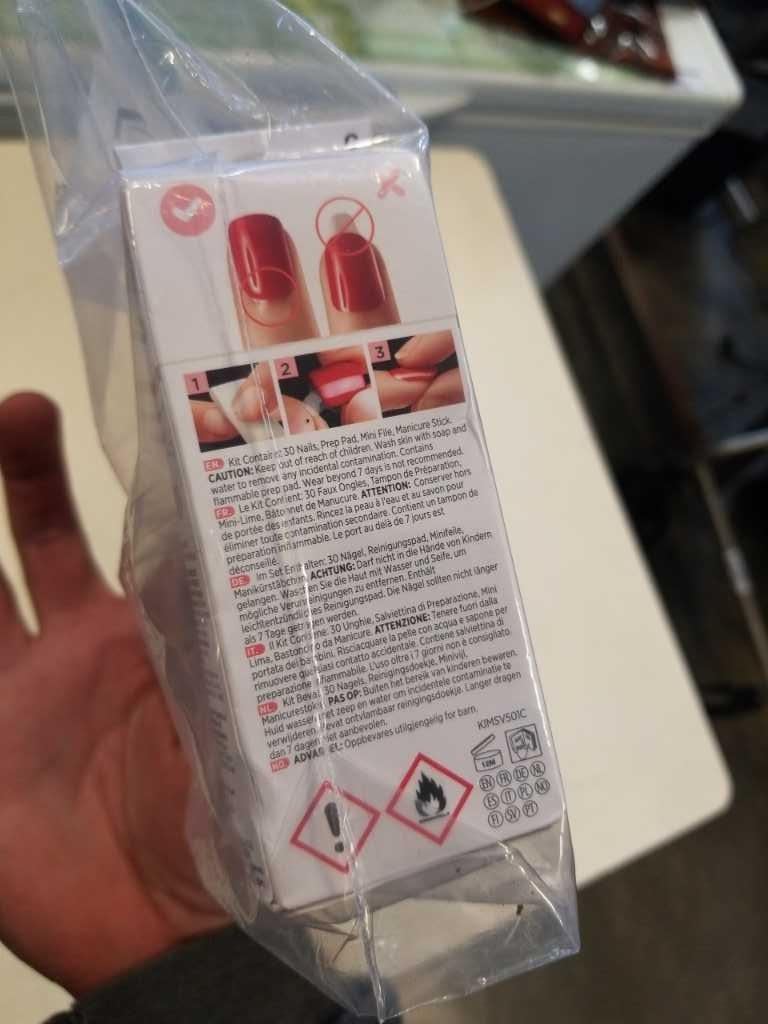 1 2 3
EN Kit Contains: 30 Nails, Prep Pad, Mini File, Manicure Stick.
CAUTION: Keep out of reach of children. Wash skin with soap and
water to remove any incidental contamination. Contains
flammable prep pad. Wear beyond 7 days is not recommended.
FR Le Kit Contient: 30 Faux Ongles, Tampon de Préparation,
Mini-Lime, Bâtonnet de Manucure. ATTENTION: Conserver hors
de portée des enfants. Rincez la peau à l'eau et au savon pour
éliminer toute contamination secondaire. Contient un tampon de
préparation inflammable. Le port au delà de 7 jours est
déconseillé.
DE Im Set Enthalten: 30 Nägel, Reinigungspad, Minifeile,
Manikürstäbchen. ACHTUNG: Darf nicht in die Hände von Kindern
gelangen. Waschen Sie die Haut mit Wasser und Seife, um
mögliche Verunreinigungen zu entfernen. Enthält
leichtentzündliches Reinigungspad. Die Nägel sollten nicht länger
als 7 Tage getragen werden.
IT Il Kit Contiene: 30 Unghie, Salviettina di Preparazione, Mini
Lima, Bastoncino da Manicure. ATTENZIONE: Tenere fuori dalla
portata dei bambini. Risciacquare la pelle con acqua e sapone per
rimuovere qualsiasi contatto accidentale. Contiene salviettina di
preparazione infiammabile. L'uso oltre i 7 giorni non è consigliato.
NL Kit Bevat: 30 Nagels, Reinigingsdoekje, Minivijl,
Manicurestokje. PAS OP: Buiten het bereik van kinderen bewaren.
Huid wassen met zeep en water om incidentele contaminatie te
verwijderen. Bevat ontvlambaar reinigingsdoekje. Langer dragen
dan 7 dagen niet aanbevolen.
NO ADVARSEL: Oppbevares utilgjengelig for barn.
KIMSV501C
12M
EN FR DE NL
ES IT PL NO
FI SV PT